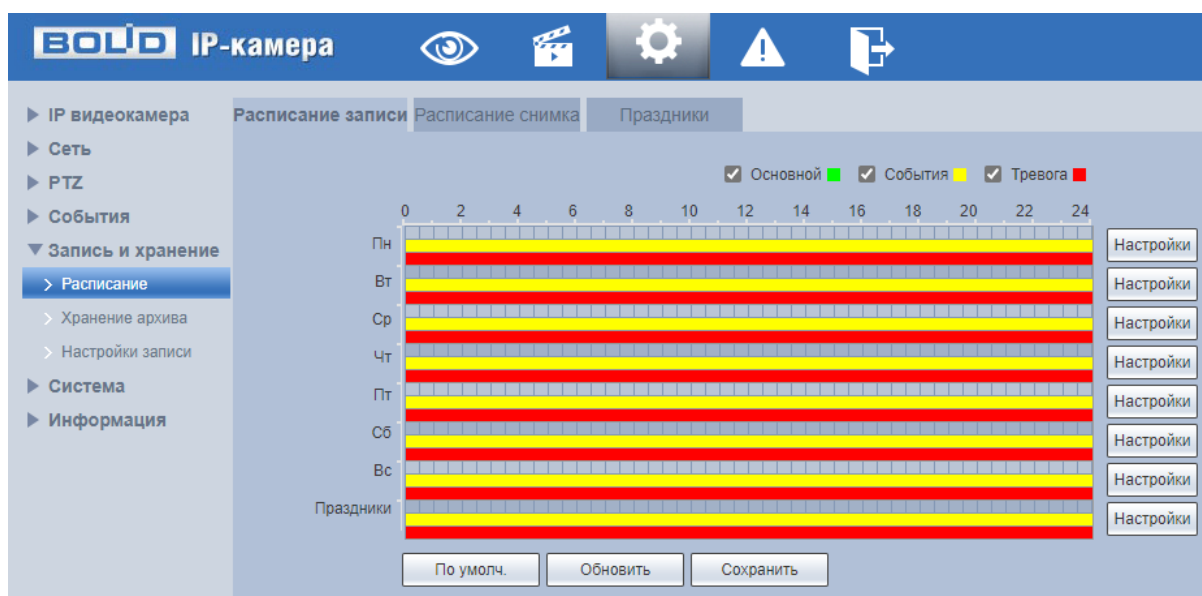 BOLID IP-камера
IP видеокамера
Сеть
PTZ
События
Запись и хранение
Расписание
Хранение архива
Настройки записи
Система
Информация
Расписание записи Расписание снимка Праздники
Основной События Тревога
0 2 4 6 8 10 12 14 16 18 20 22 24
Пн Настройки
Вт Настройки
Ср Настройки
Чт Настройки
Пт Настройки
Сб Настройки
Вс Настройки
Праздники Настройки
По умолч. Обновить Сохранить